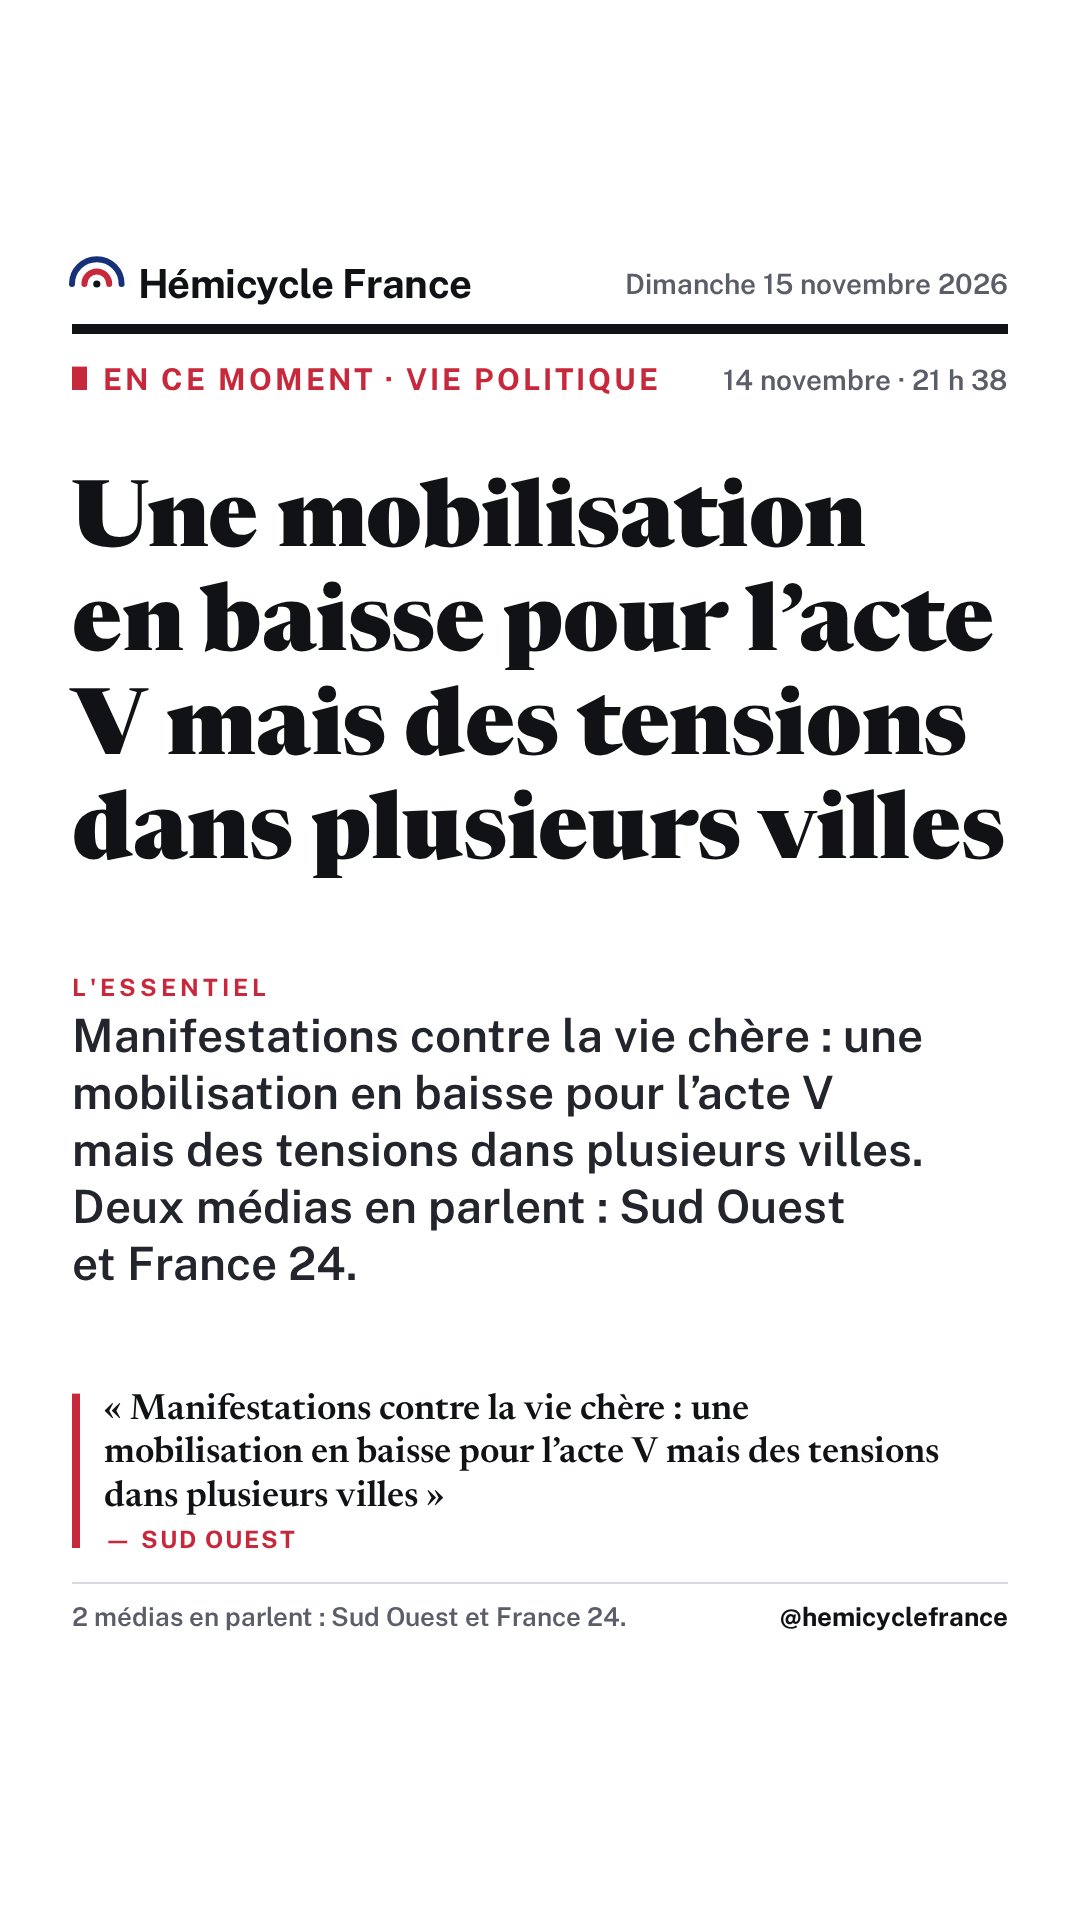 Hémicycle France
Dimanche 15 novembre 2026
EN CE MOMENT · VIE POLITIQUE
14 novembre · 21 h 38
Une mobilisation
en baisse pour l’acte
V mais des tensions
dans plusieurs villes
L'ESSENTIEL
Manifestations contre la vie chère : une
mobilisation en baisse pour l’acte V
mais des tensions dans plusieurs villes.
Deux médias en parlent : Sud Ouest
et France 24.
« Manifestations contre la vie chère : une
mobilisation en baisse pour l’acte V mais des tensions
dans plusieurs villes »
— SUD OUEST
2 médias en parlent : Sud Ouest et France 24.
@hemicyclefrance